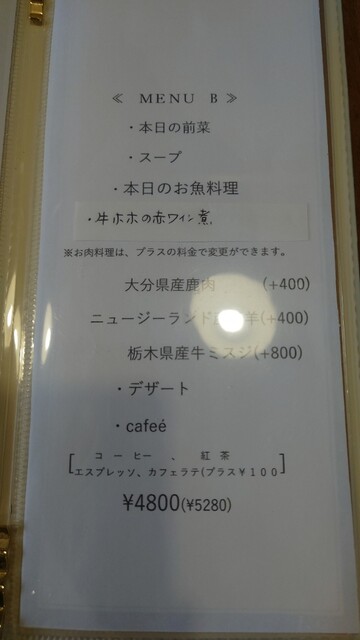 ≪ MENU B ≫
・本日の前菜
・スープ
・本日のお魚料理
・牛ホホの赤ワイン煮
※お肉料理は、プラスの料金で変更ができます。
大分県産鹿肉 (+400)
ニュージーランド 羊(+400)
栃木県産牛ミスジ(+800)
・デザート
・cafeé
コーヒー 、 紅茶
エスプレッソ、カフェラテ(プラス¥100
¥4800(¥5280)